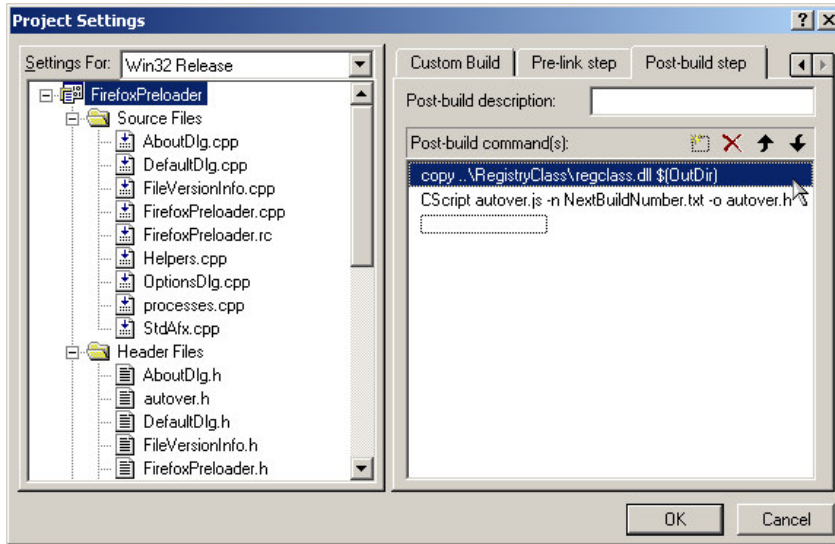 Project Settings
Settings For: Win32 Release
FirefoxPreloader
Source Files
AboutDlg.cpp
DefaultDlg.cpp
FileVersionInfo.cpp
FirefoxPreloader.cpp
FirefoxPreloader.rc
Helpers.cpp
OptionsDlg.cpp
processes.cpp
StdAfx.cpp
Header Files
AboutDlg.h
autover.h
DefaultDlg.h
FileVersionInfo.h
FirefoxPreloader.h
Custom Build Pre-link step Post-build step
Post-build description:
Post-build command(s):
copy ..\RegistryClass\regclass.dll $(OutDir)
CScript autover.js -n NextBuildNumber.txt -o autover.h
OK Cancel